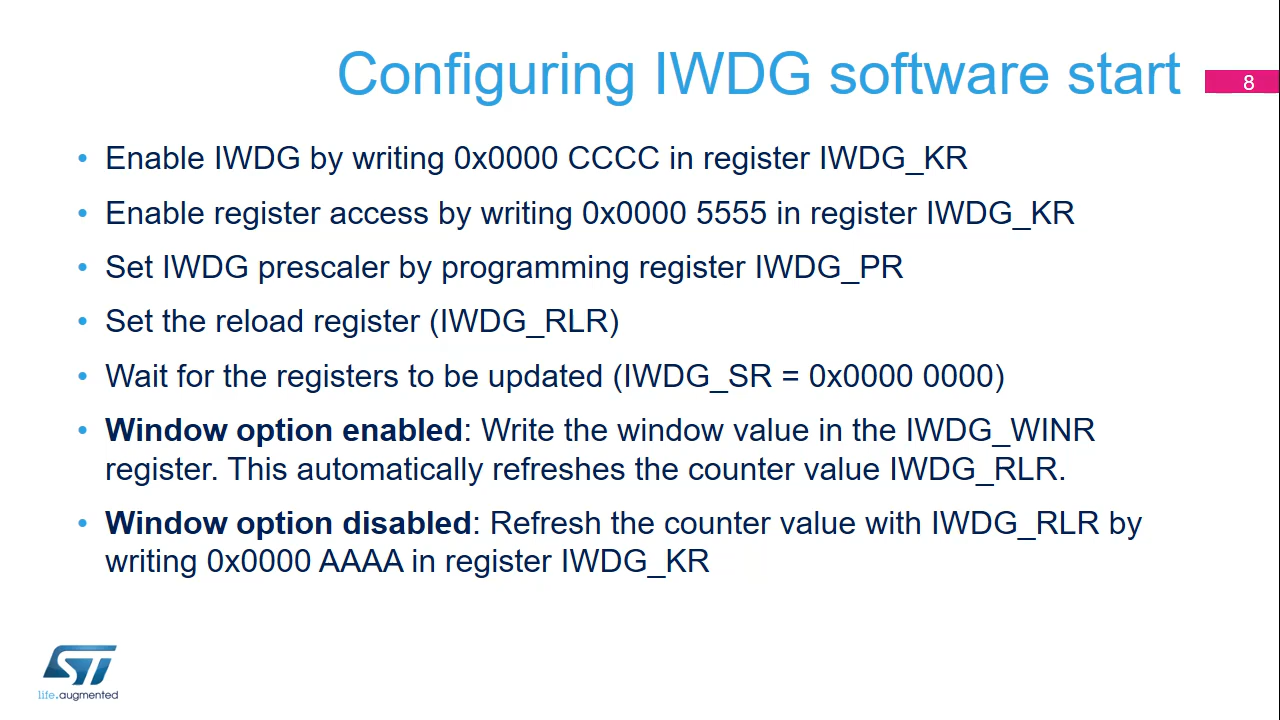 Configuring IWDG software start
8
• Enable IWDG by writing 0x0000 CCCC in register IWDG_KR
• Enable register access by writing 0x0000 5555 in register IWDG_KR
• Set IWDG prescaler by programming register IWDG_PR
• Set the reload register (IWDG_RLR)
• Wait for the registers to be updated (IWDG_SR = 0x0000 0000)
• Window option enabled: Write the window value in the IWDG_WINR
register. This automatically refreshes the counter value IWDG_RLR.
• Window option disabled: Refresh the counter value with IWDG_RLR by
writing 0x0000 AAAA in register IWDG_KR
ST
life.augmented